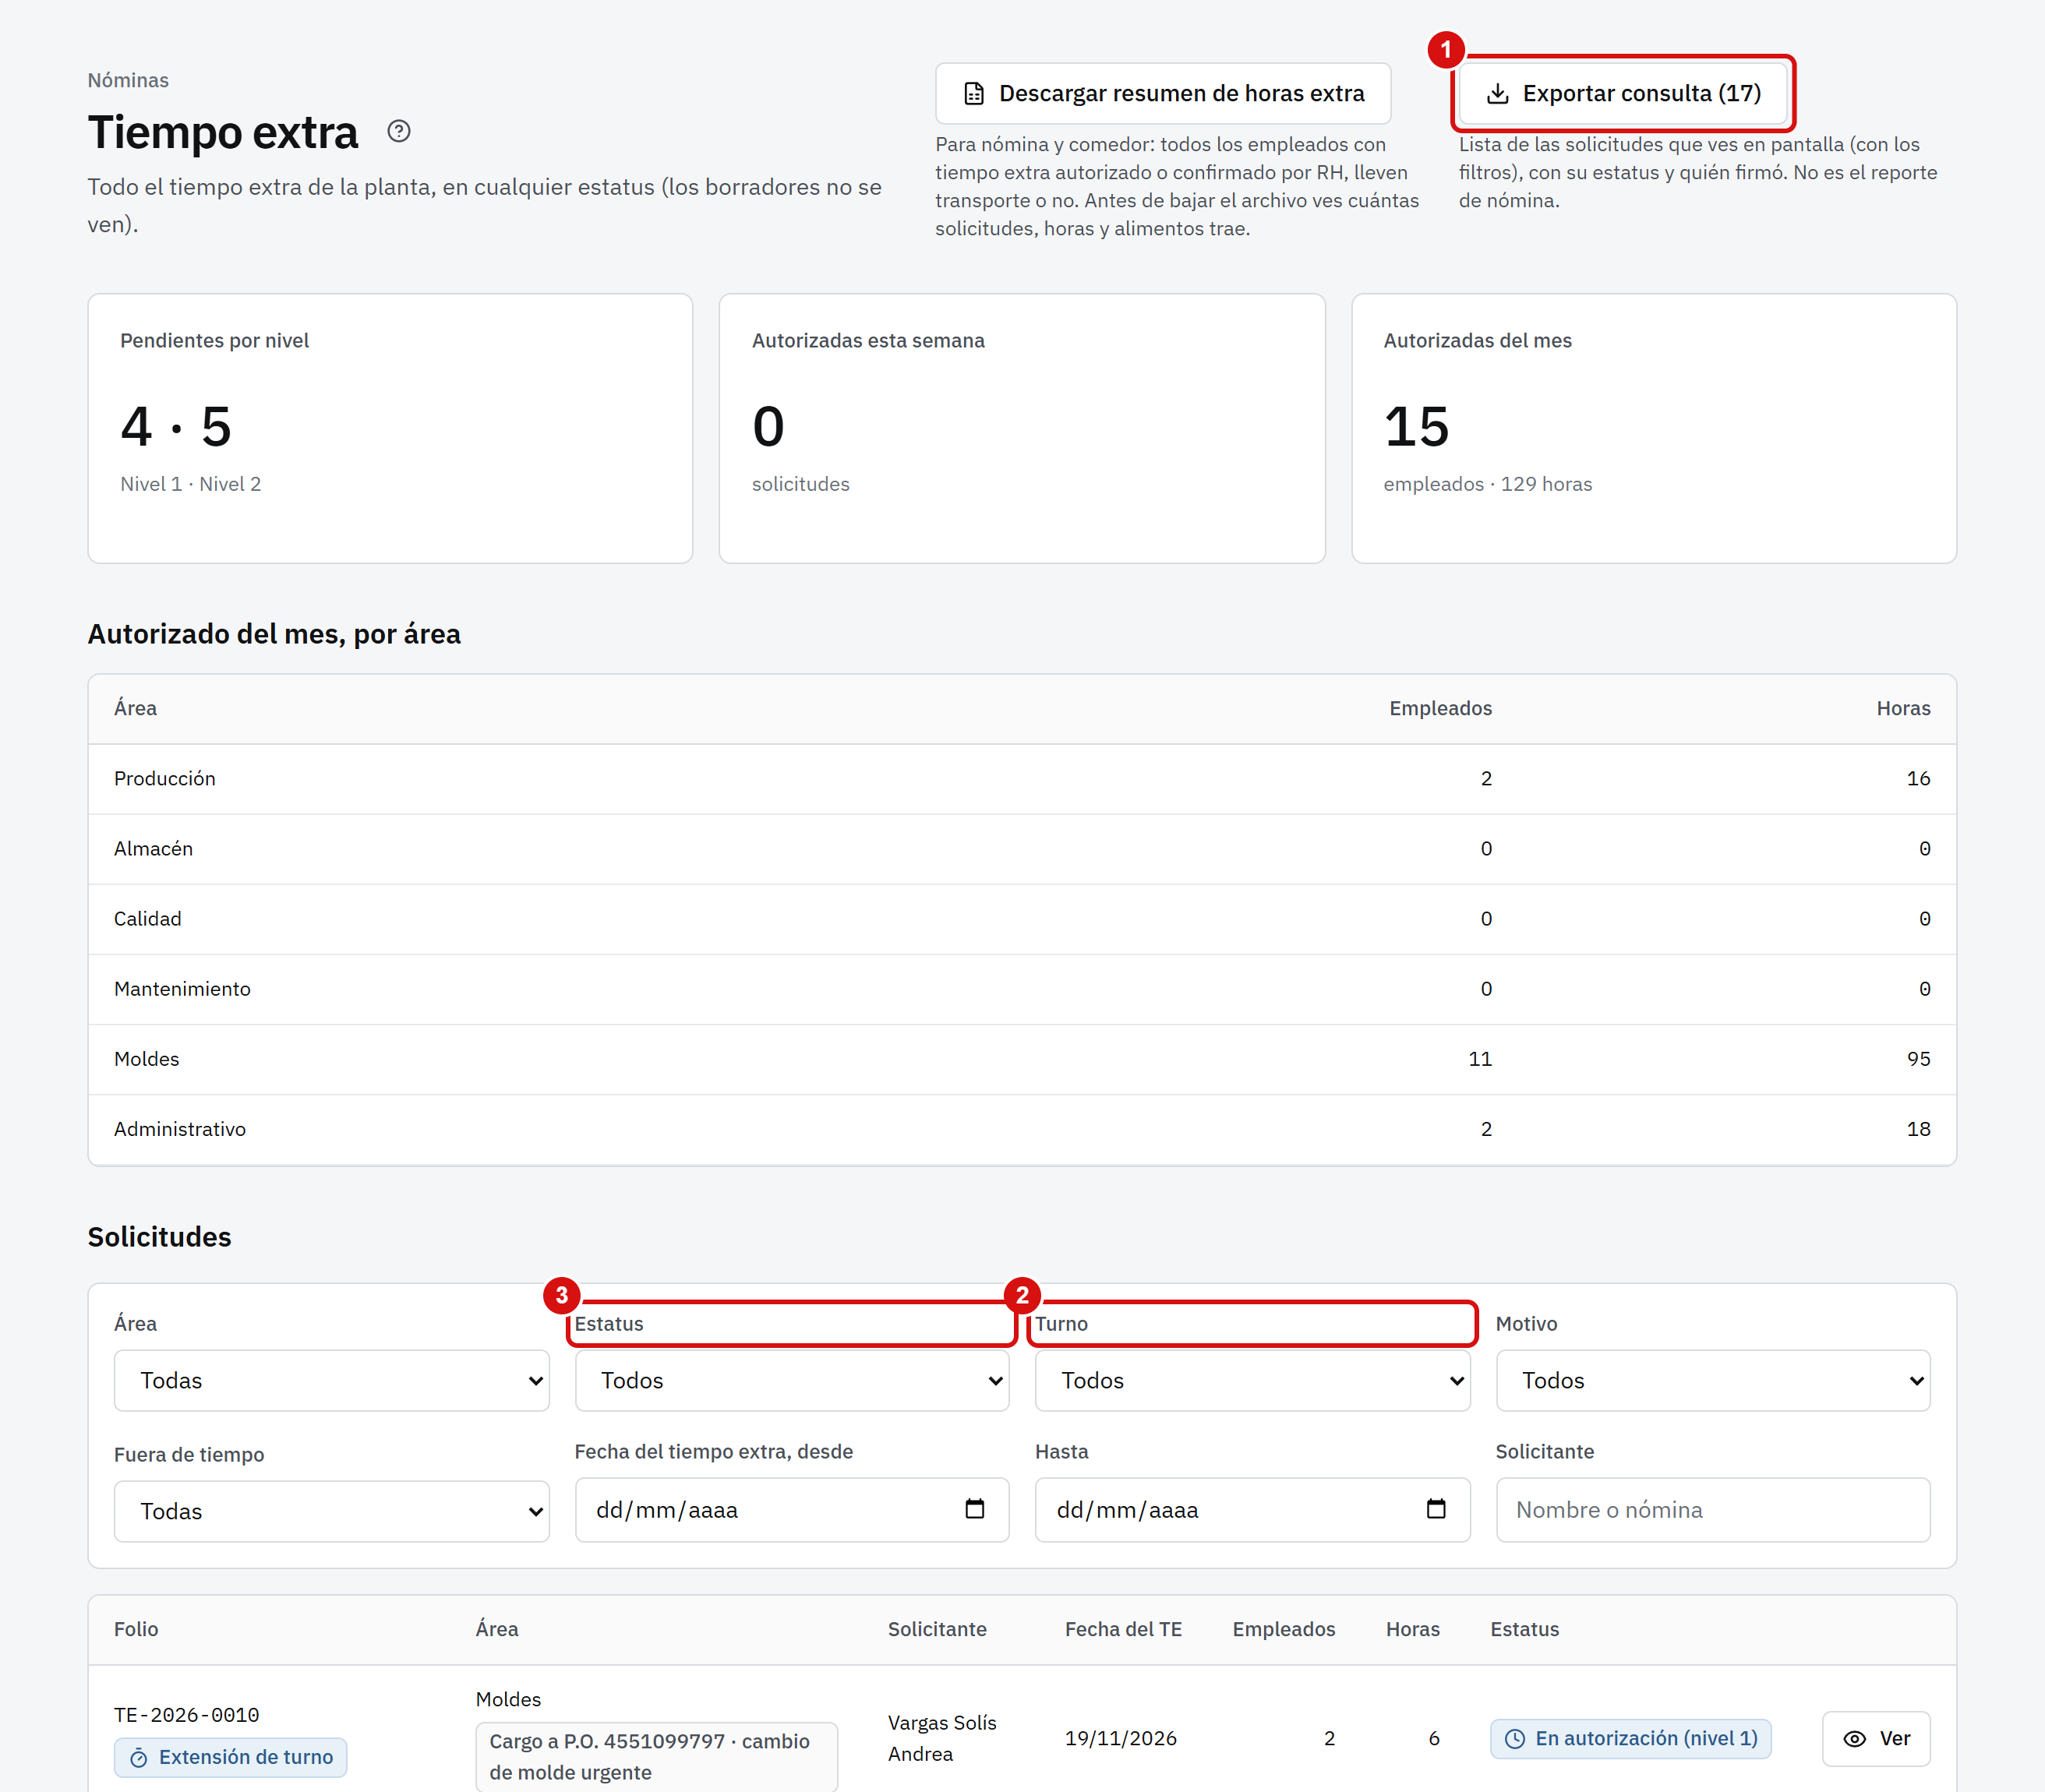 Nóminas
Tiempo extra
Todo el tiempo extra de la planta, en cualquier estatus (los borradores no se
ven).
Descargar resumen de horas extra
Para nómina y comedor: todos los empleados con
tiempo extra autorizado o confirmado por RH, lleven
transporte o no. Antes de bajar el archivo ves cuántas
solicitudes, horas y alimentos trae.
1
Exportar consulta (17)
Lista de las solicitudes que ves en pantalla (con los
filtros), con su estatus y quién firmó. No es el reporte
de nómina.
Pendientes por nivel
4 · 5
Nivel 1 · Nivel 2
Autorizadas esta semana
0
solicitudes
Autorizadas del mes
15
empleados · 129 horas
Autorizado del mes, por área
Área Empleados Horas
Producción 2 16
Almacén 0 0
Calidad 0 0
Mantenimiento 0 0
Moldes 11 95
Administrativo 2 18
Solicitudes
3 2
Área Estatus Turno Motivo
Todas Todos Todos Todos
Fuera de tiempo Fecha del tiempo extra, desde Hasta Solicitante
Todas dd/mm/aaaa dd/mm/aaaa Nombre o nómina
Folio Área Solicitante Fecha del TE Empleados Horas Estatus
TE-2026-0010
Extensión de turno
Moldes
Cargo a P.O. 4551099797 · cambio
de molde urgente
Vargas Solís
Andrea
19/11/2026 2 6 En autorización (nivel 1) Ver